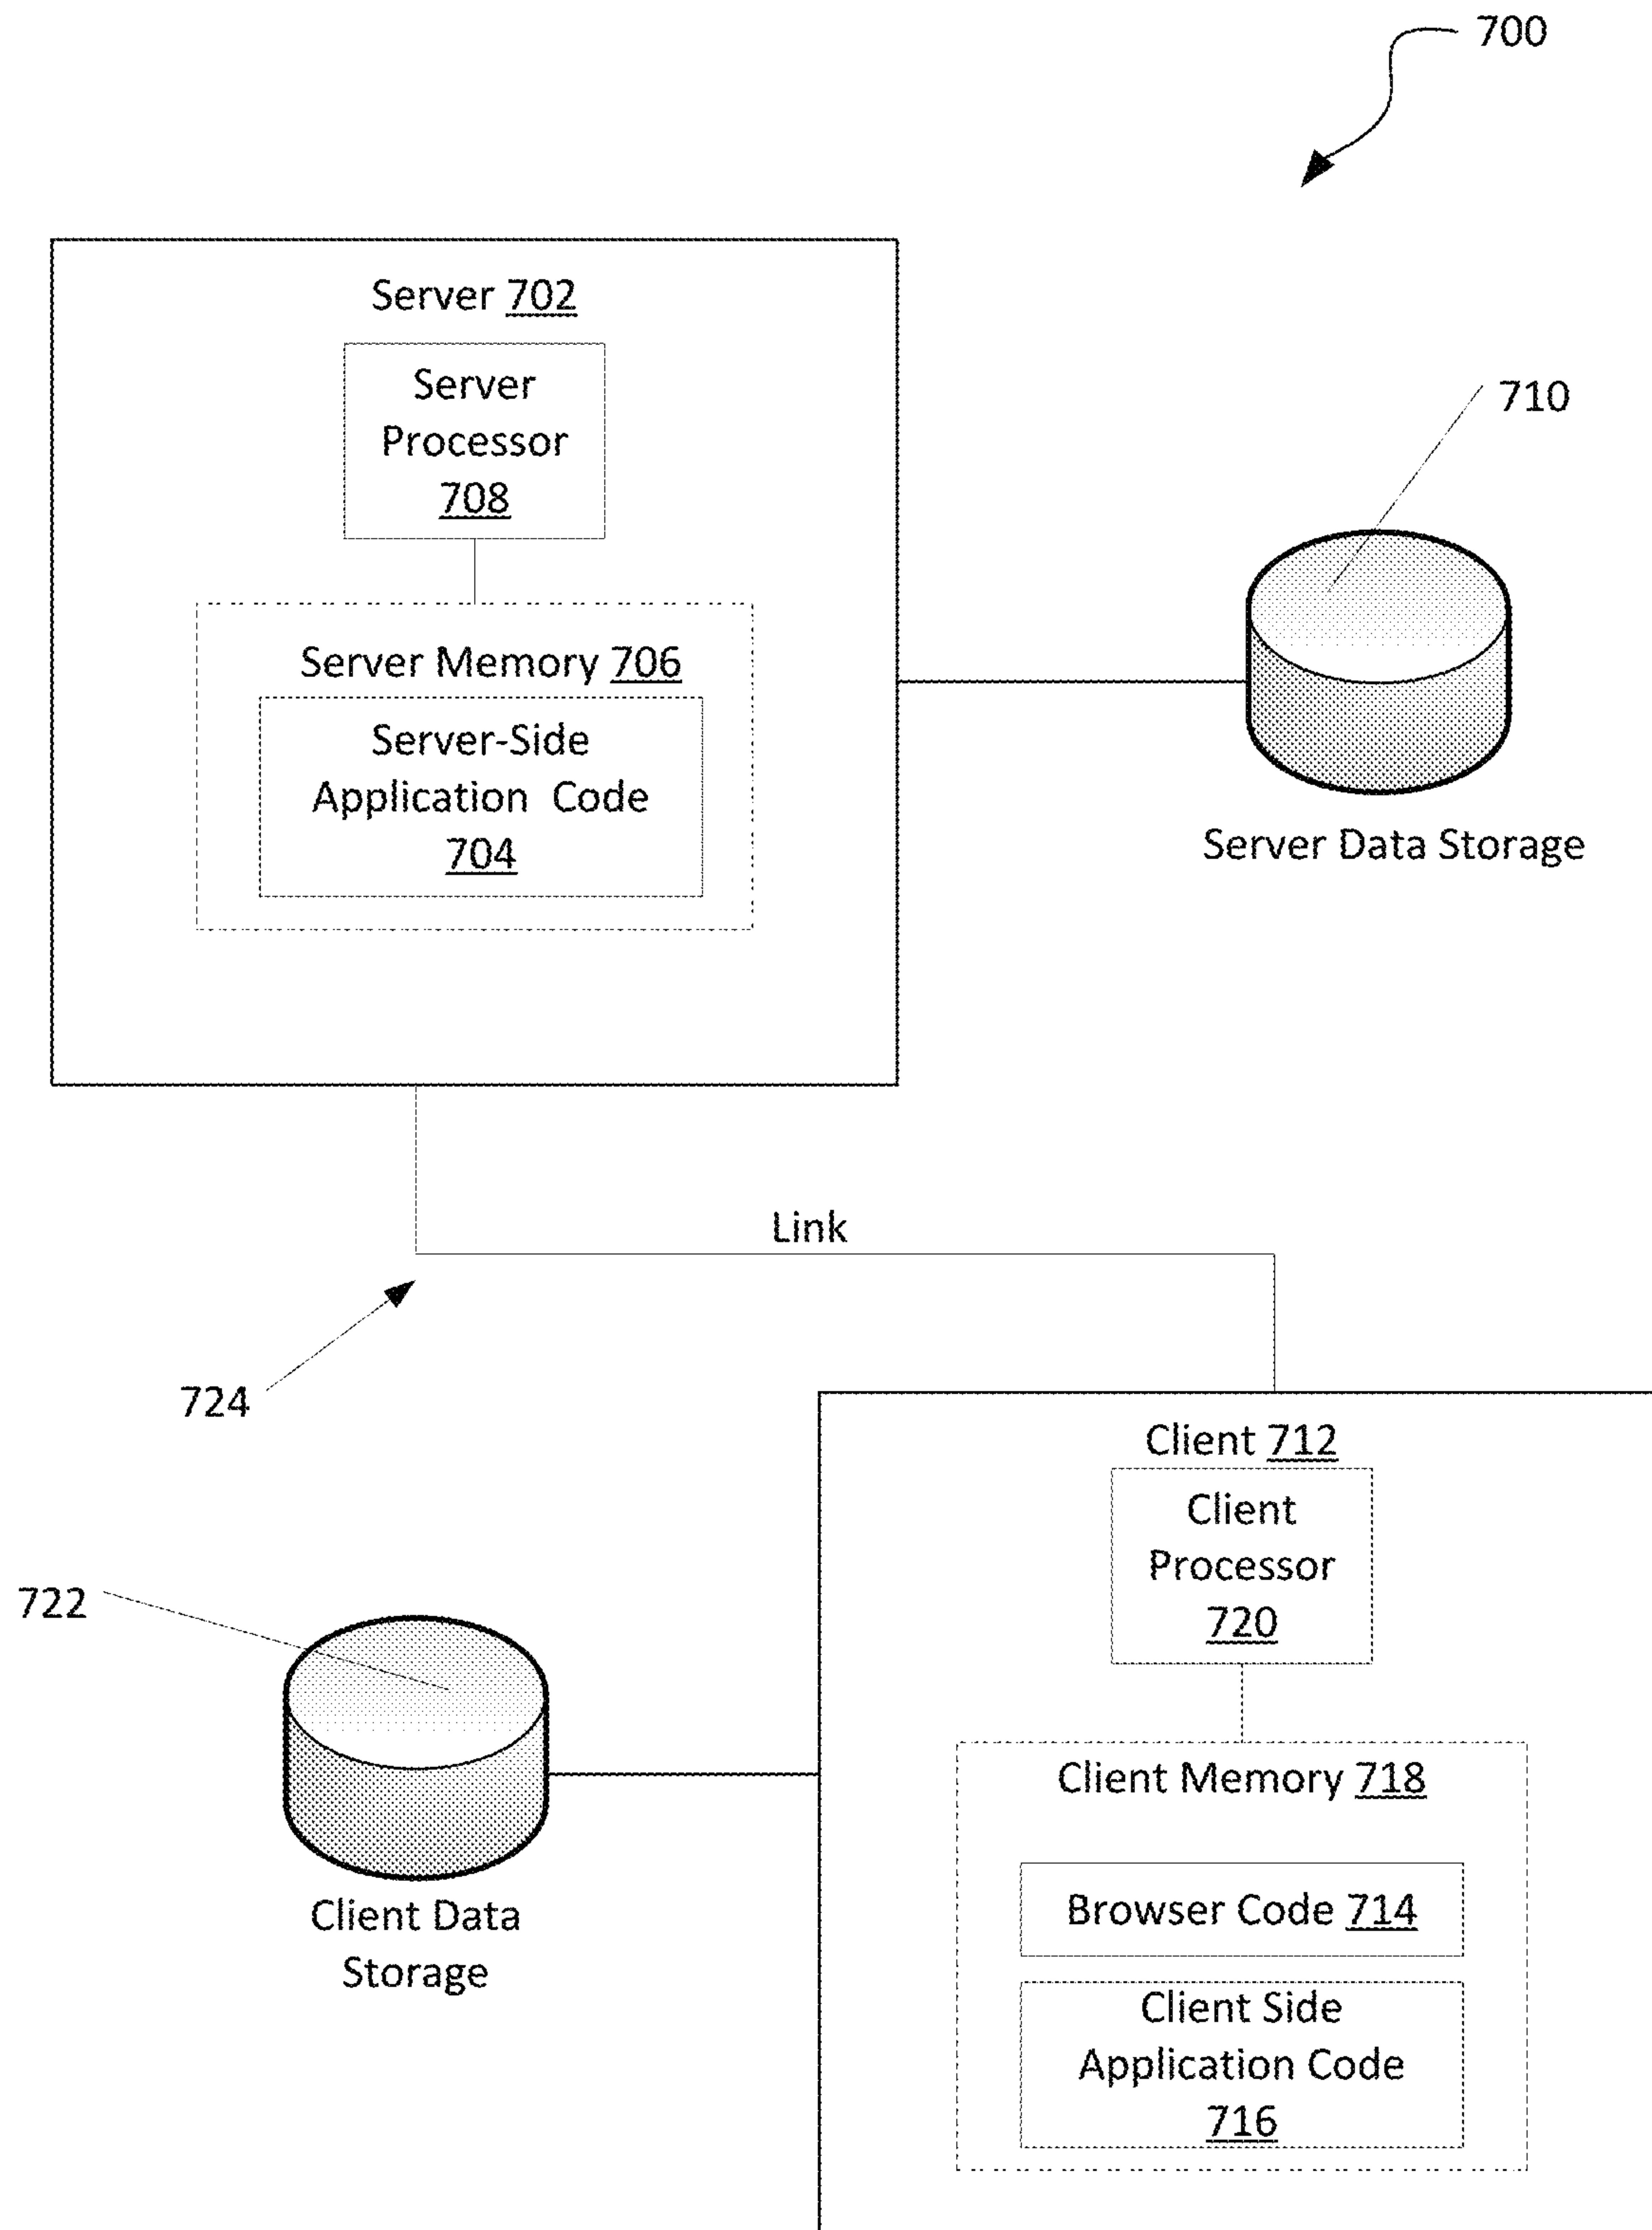 700
Server 702
Server
Processor
708
710
Server Memory 706
Server-Side
Application Code
704
Server Data Storage
Link
724
Client 712
Client
Processor
720
722
Client Memory 718
Browser Code 714
Client Data
Storage
Client Side
Application Code
716